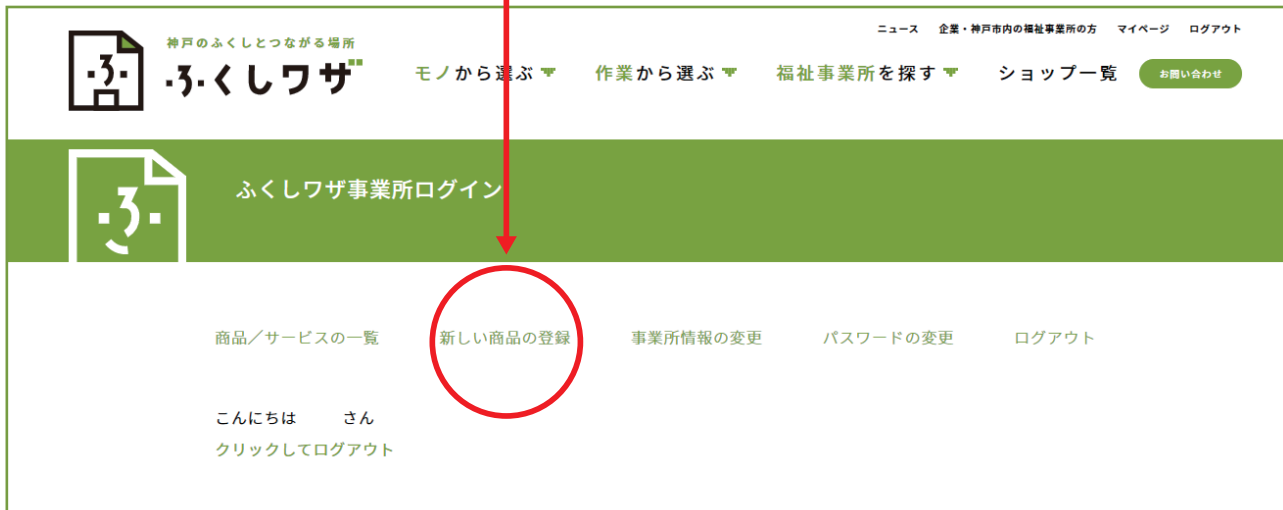 ニュース 企業・神戸市内の福祉事業所の方 マイページ ログアウト
神戸のふくしとつながる場所
ふくしワザ
モノから選ぶ 作業から選ぶ 福祉事業所を探す ショップ一覧 お問い合わせ
ふくしワザ事業所ログイン
商品／サービスの一覧 新しい商品の登録 事業所情報の変更 パスワードの変更 ログアウト
こんにちは さん
クリックしてログアウト